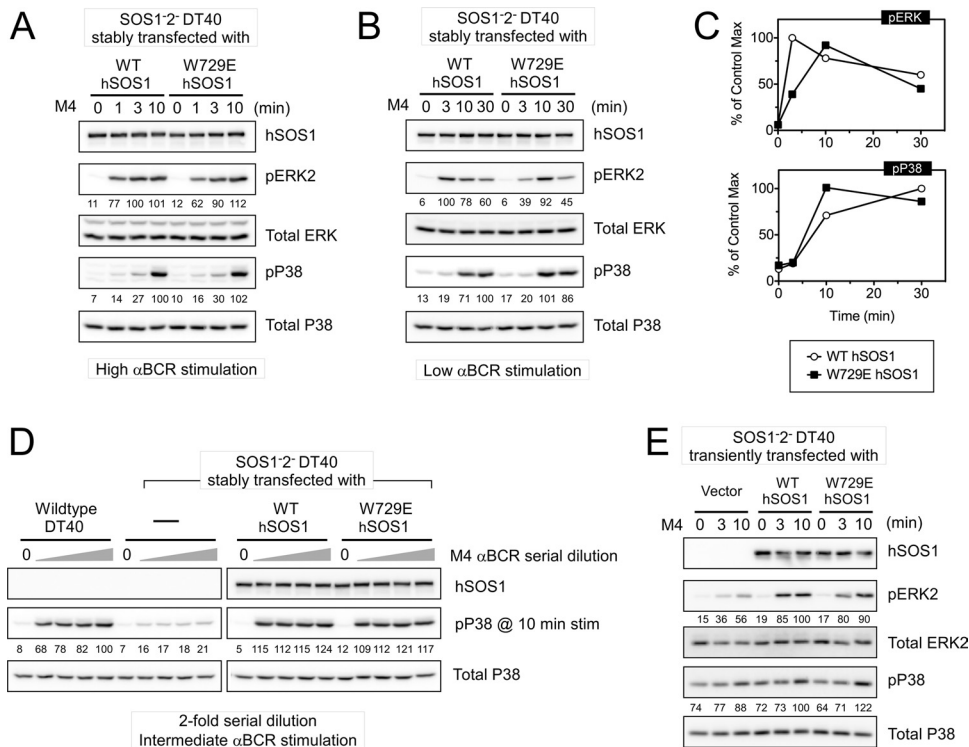 A
SOS1-2- DT40
stably transfected with
WT
hSOS1
W729E
hSOS1
M4 0 1 3 10 0 1 3 10 (min)
hSOS1
pERK2
11 77 100 101 12 62 90 112
Total ERK
pP38
7 14 27 100 10 16 30 102
Total P38
High αBCR stimulation
B
SOS1-2- DT40
stably transfected with
WT
hSOS1
W729E
hSOS1
M4 0 3 10 30 0 3 10 30 (min)
hSOS1
pERK2
6 100 78 60 6 39 92 45
Total ERK
pP38
13 19 71 100 17 20 101 86
Total P38
Low αBCR stimulation
C
pERK
% of Control Max
100
50
0
0 10 20 30
pP38
% of Control Max
100
50
0
0 10 20 30
Time (min)
WT hSOS1
W729E hSOS1
D
SOS1-2- DT40
stably transfected with
Wildtype
DT40
—
WT
hSOS1
W729E
hSOS1
0 0 0 0 M4 αBCR serial dilution
hSOS1
pP38 @ 10 min stim
8 68 78 82 100 7 16 17 18 21 5 115 112 115 124 12 109 112 121 117
Total P38
2-fold serial dilution
Intermediate αBCR stimulation
E
SOS1-2- DT40
transiently transfected with
Vector
WT
hSOS1
W729E
hSOS1
M4 0 3 10 0 3 10 0 3 10 (min)
hSOS1
pERK2
15 36 56 19 85 100 17 80 90
Total ERK2
pP38
74 77 88 72 73 100 64 71 122
Total P38